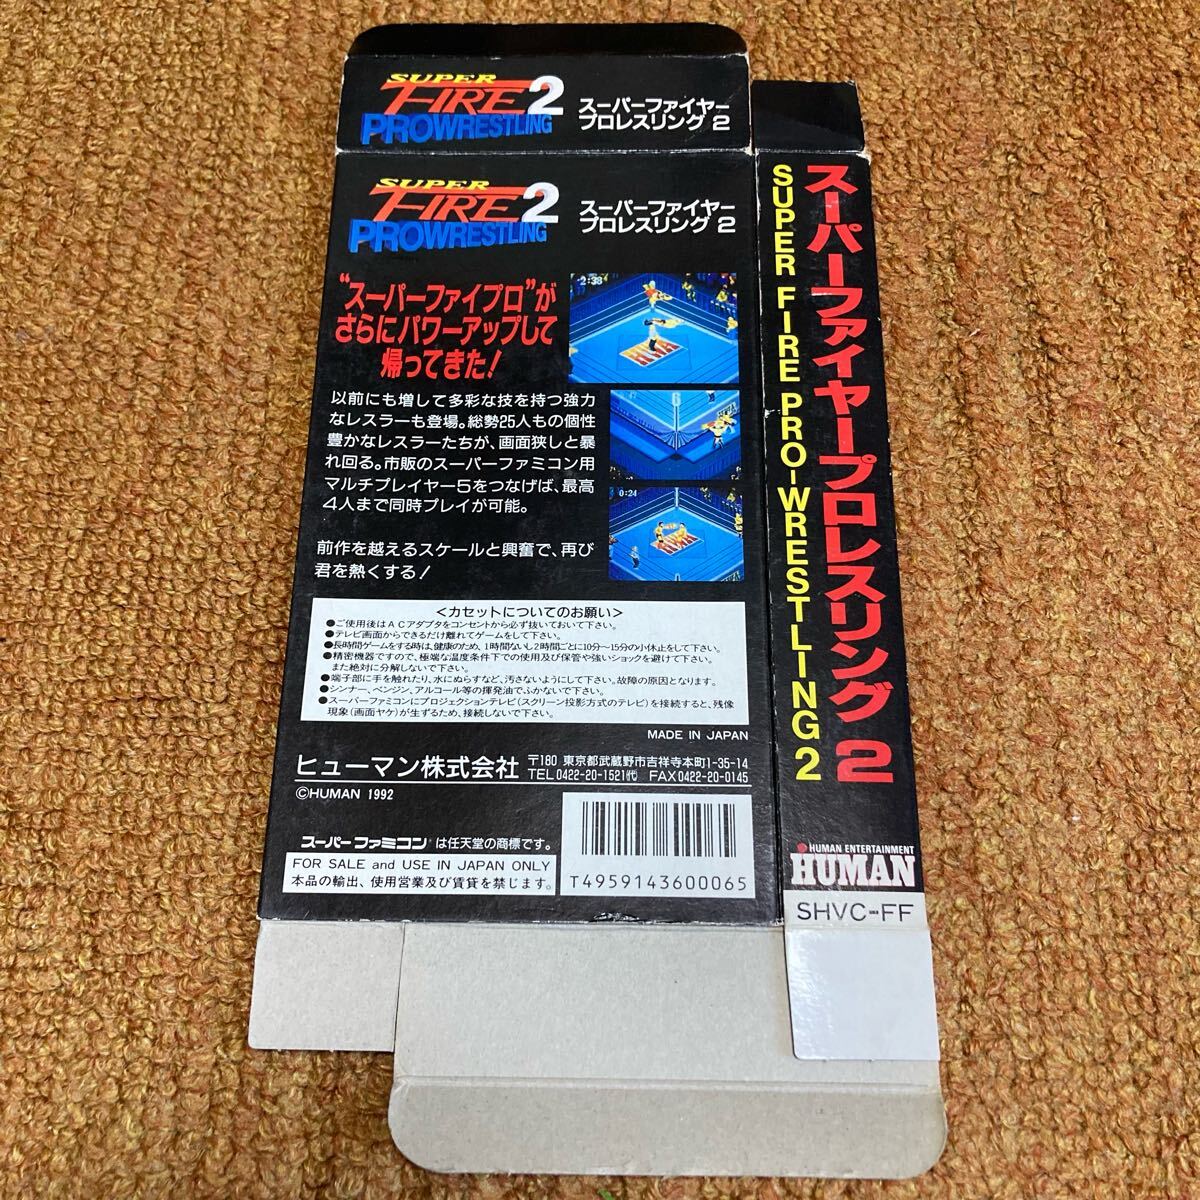 SUPER
FIRE 2
PROWRESTLING
スーパーファイヤー
プロレスリング 2
SUPER
FIRE 2
PROWRESTLING
スーパーファイヤー
プロレスリング 2
“スーパーファイプロ”が
さらにパワーアップして
帰ってきた!
以前にも増して多彩な技を持つ強力
なレスラーも登場。総勢25人もの個性
豊かなレスラーたちが、画面狭しと暴
れ回る。市販のスーパーファミコン用
マルチプレイヤー5をつなげば、最高
4人まで同時プレイが可能。
前作を越えるスケールと興奮で、再び
君を熱くする!
2:38
0:24
<カセットについてのお願い>
●ご使用後はACアダプタをコンセントから必ず抜いておいて下さい。
●テレビ画面からできるだけ離れてゲームをして下さい。
●長時間ゲームをする時は、健康のため、1時間ないし2時間ごとに10分〜15分の小休止をして下さい。
●精密機器ですので、極端な温度条件下での使用及び保管や強いショックを避けて下さい。
また絶対に分解しないで下さい。
●端子部に手を触れたり、水にぬらすなど、汚さないようにして下さい。故障の原因となります。
●シンナー、ベンジン、アルコール等の揮発油でふかないで下さい。
●スーパーファミコンにプロジェクションテレビ(スクリーン投影方式のテレビ)を接続すると、残像
現象(画面ヤケ)が生ずるため、接続しないで下さい。
MADE IN JAPAN
ヒューマン株式会社
〒180 東京都武蔵野市吉祥寺本町1-35-14
TEL0422-20-1521代 FAX0422-20-0145
©HUMAN 1992
スーパーファミコン®は任天堂の商標です。
FOR SALE and USE IN JAPAN ONLY
本品の輸出、使用営業及び賃貸を禁じます。
T4959143600065
スーパーファイヤープロレスリング 2
SUPER FIRE PRO-WRESTLING 2
HUMAN ENTERTAINMENT
HUMAN
SHVC-FF